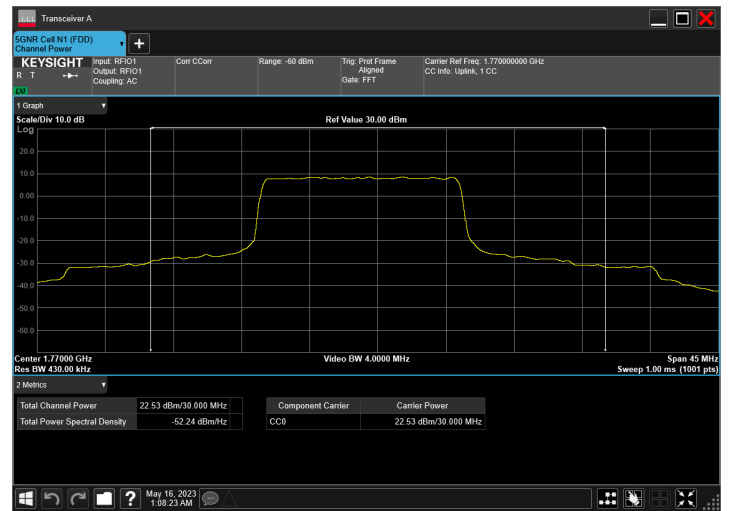 Transceiver A
5GNR Cell N1 (FDD)
Channel Power
KEYSIGHT
R T
LXI
Input: RFIO1
Output: RFIO1
Coupling: AC
Corr CCorr
Range: -60 dBm
Trig: Prot Frame
Aligned
Gate: FFT
Carrier Ref Freq: 1.770000000 GHz
CC Info: Uplink, 1 CC
1 Graph
Scale/Div 10.0 dB
Ref Value 30.00 dBm
Log
20.0
10.0
0.00
-10.0
-20.0
-30.0
-40.0
-50.0
-60.0
Center 1.77000 GHz
Video BW 4.0000 MHz
Span 45 MHz
Res BW 430.00 kHz
Sweep 1.00 ms (1001 pts)
2 Metrics
Total Channel Power 22.53 dBm/30.000 MHz
Total Power Spectral Density -52.24 dBm/Hz
Component Carrier Carrier Power
CC0 22.53 dBm/30.000 MHz
?
May 16, 2023
1:08:23 AM